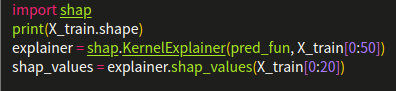 import shap
print(X_train.shape)
explainer = shap.KernelExplainer(pred_fun, X_train[0:50])
shap_values = explainer.shap_values(X_train[0:20])